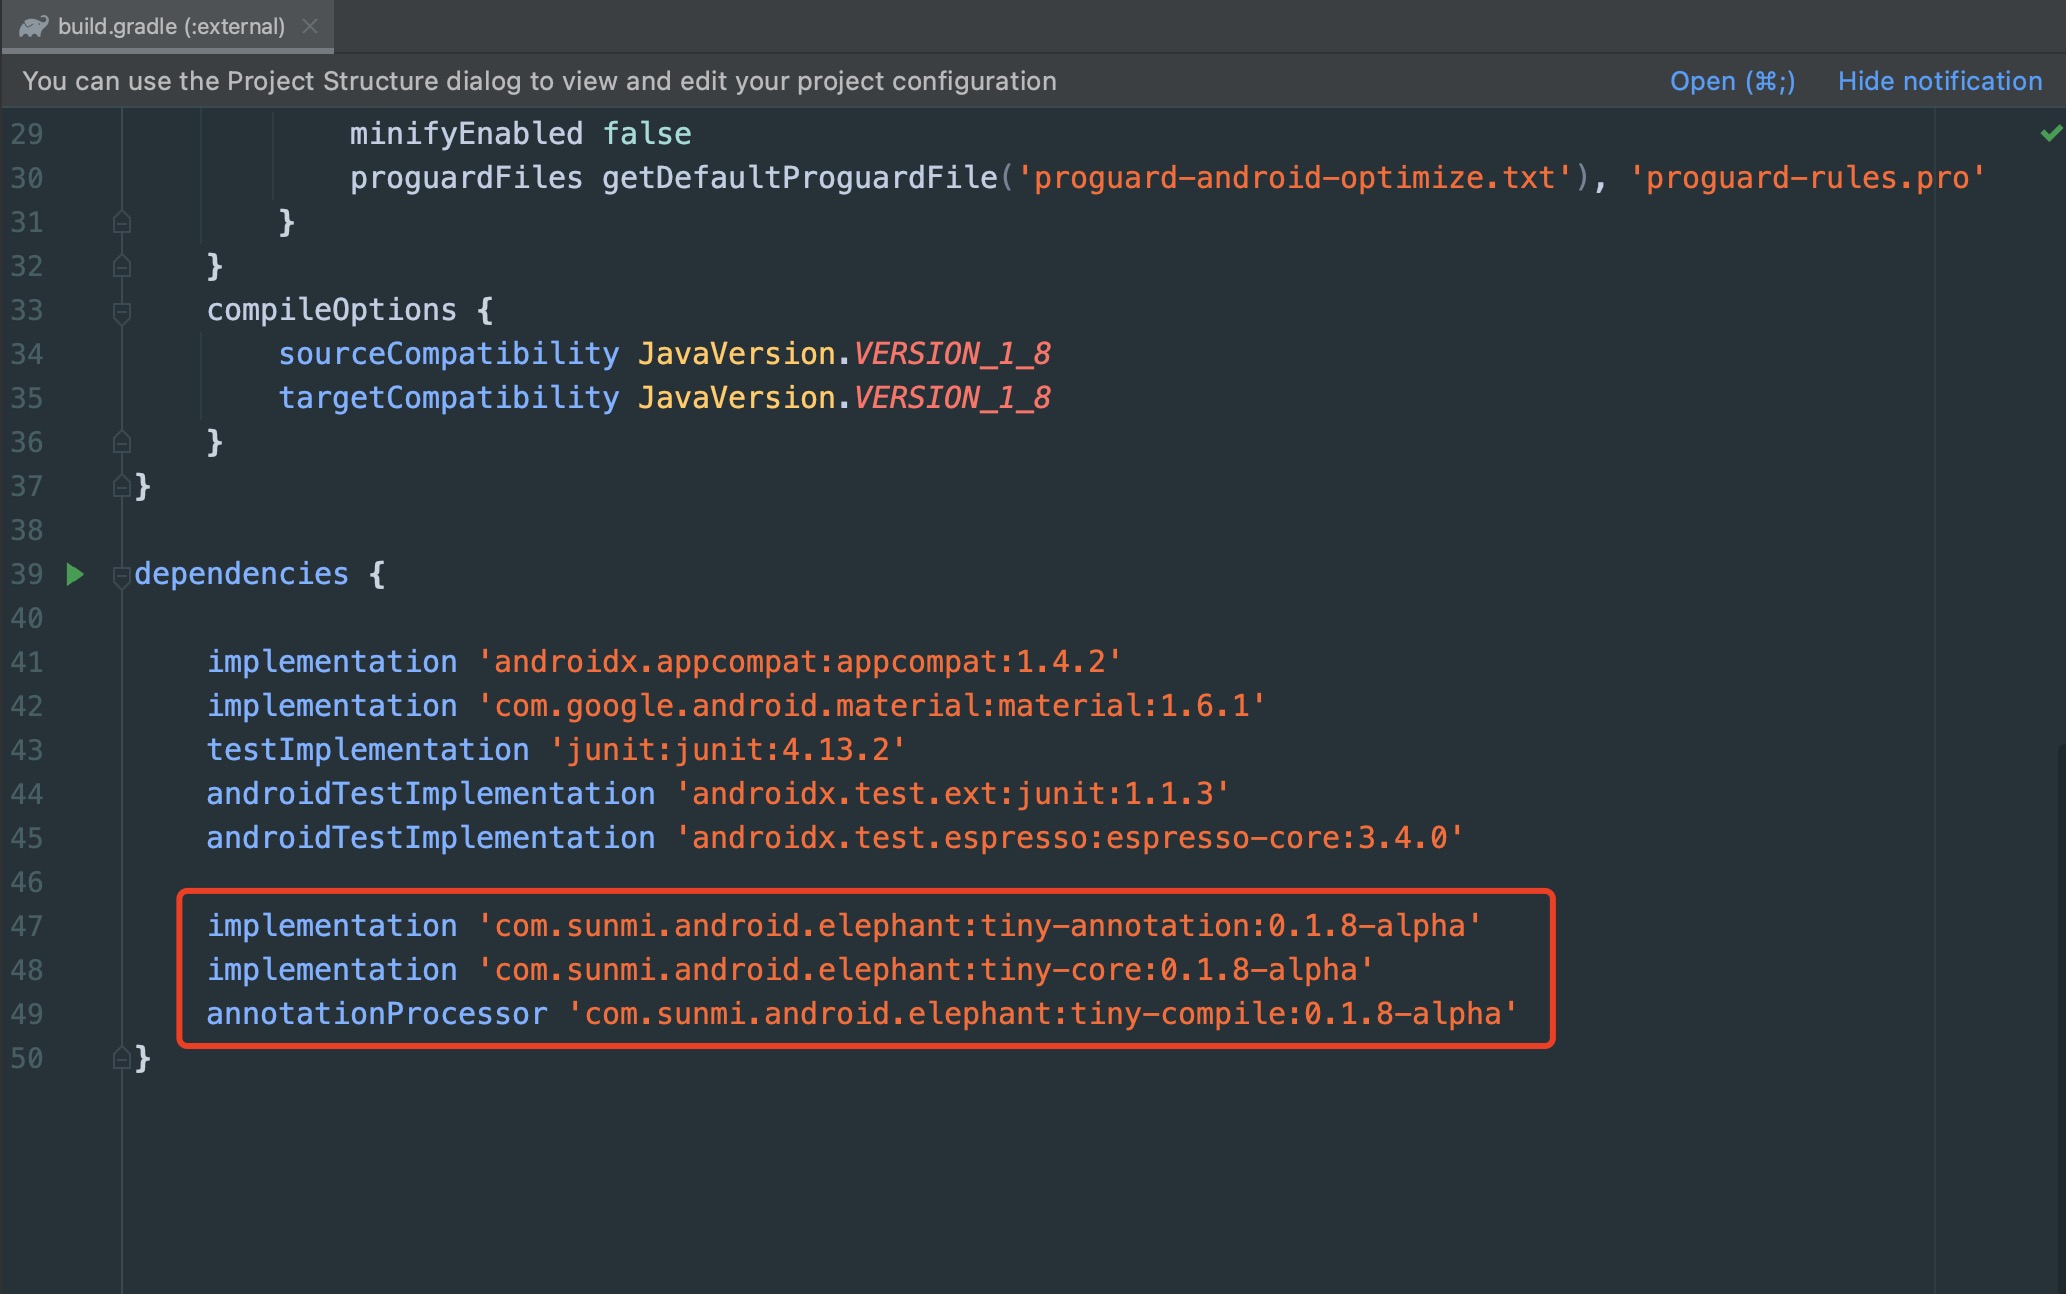 build.gradle (:external)
You can use the Project Structure dialog to view and edit your project configuration Open (⌘;) Hide notification
29 minifyEnabled false
30 proguardFiles getDefaultProguardFile('proguard-android-optimize.txt'), 'proguard-rules.pro'
31 }
32 }
33 compileOptions {
34 sourceCompatibility JavaVersion.VERSION_1_8
35 targetCompatibility JavaVersion.VERSION_1_8
36 }
37 }
38
39 dependencies {
40
41 implementation 'androidx.appcompat:appcompat:1.4.2'
42 implementation 'com.google.android.material:material:1.6.1'
43 testImplementation 'junit:junit:4.13.2'
44 androidTestImplementation 'androidx.test.ext:junit:1.1.3'
45 androidTestImplementation 'androidx.test.espresso:espresso-core:3.4.0'
46
47 implementation 'com.sunmi.android.elephant:tiny-annotation:0.1.8-alpha'
48 implementation 'com.sunmi.android.elephant:tiny-core:0.1.8-alpha'
49 annotationProcessor 'com.sunmi.android.elephant:tiny-compile:0.1.8-alpha'
50 }